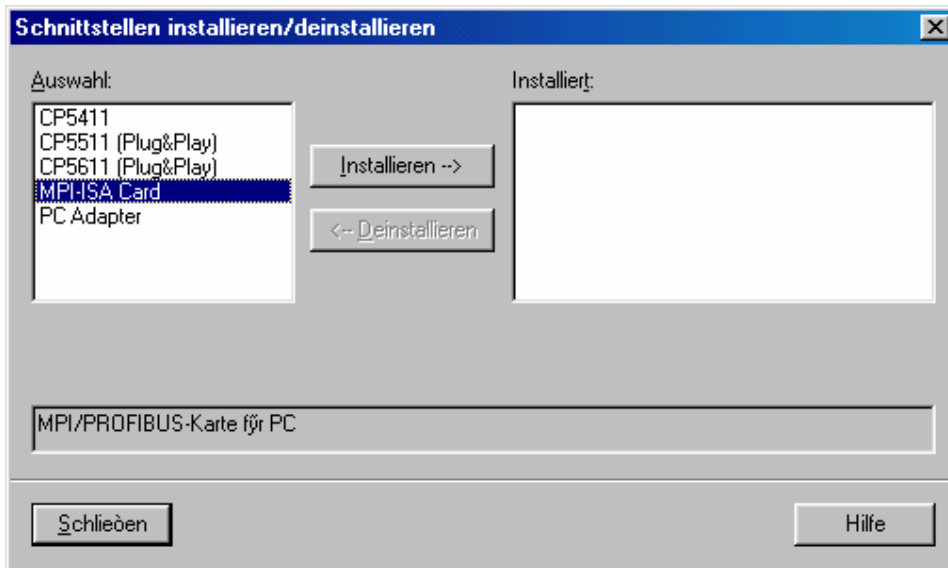 Schnittstellen installieren/deinstallieren
Auswahl:
CP5411
CP5511 (Plug&Play)
CP5611 (Plug&Play)
MPI-ISA Card
PC Adapter
Installieren -->
<-- Deinstallieren
Installiert:
MPI/PROFIBUS-Karte fÿr PC
Schlieòen
Hilfe